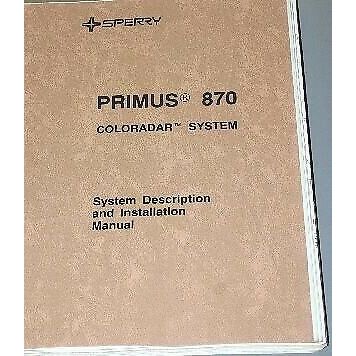 SPERRY
PRIMUS® 870
COLORADAR™ SYSTEM
System Description
and Installation
Manual